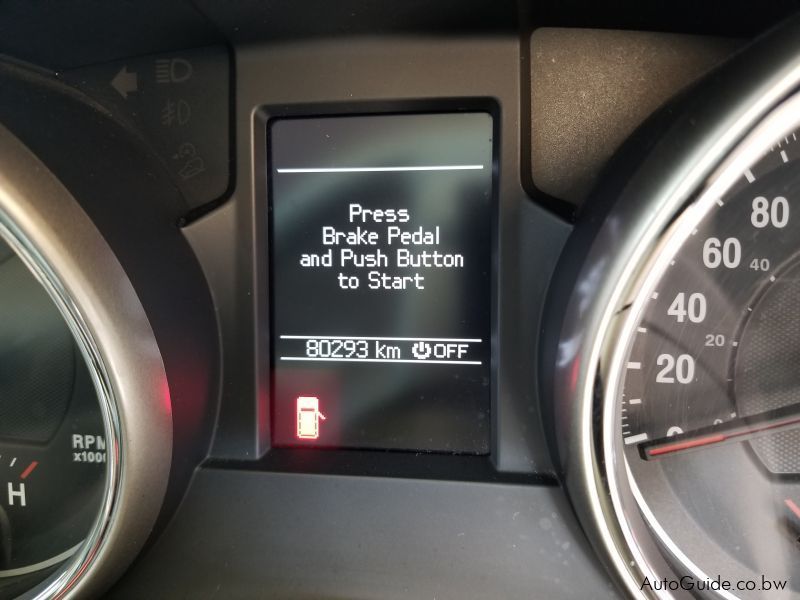 Press
Brake Pedal
and Push Button
to Start
80293 km OFF
RPM
x1000
H
80
60
40
40
20
20
0
AutoGuide.co.bw